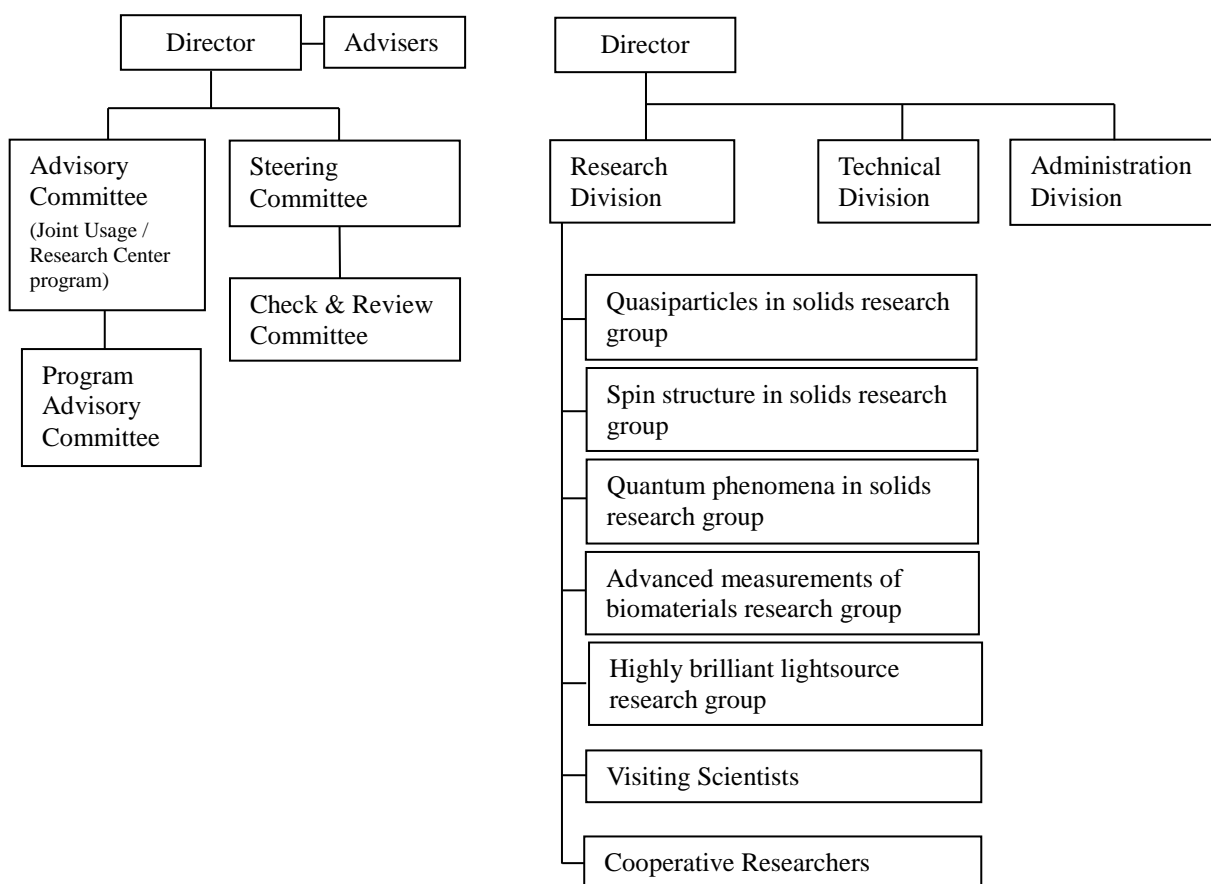 Director
Advisers
Advisory
Committee
(Joint Usage /
Research Center
program)
Steering
Committee
Check & Review
Committee
Program
Advisory
Committee
Director
Research
Division
Technical
Division
Administration
Division
Quasiparticles in solids research
group
Spin structure in solids research
group
Quantum phenomena in solids
research group
Advanced measurements of
biomaterials research group
Highly brilliant lightsource
research group
Visiting Scientists
Cooperative Researchers